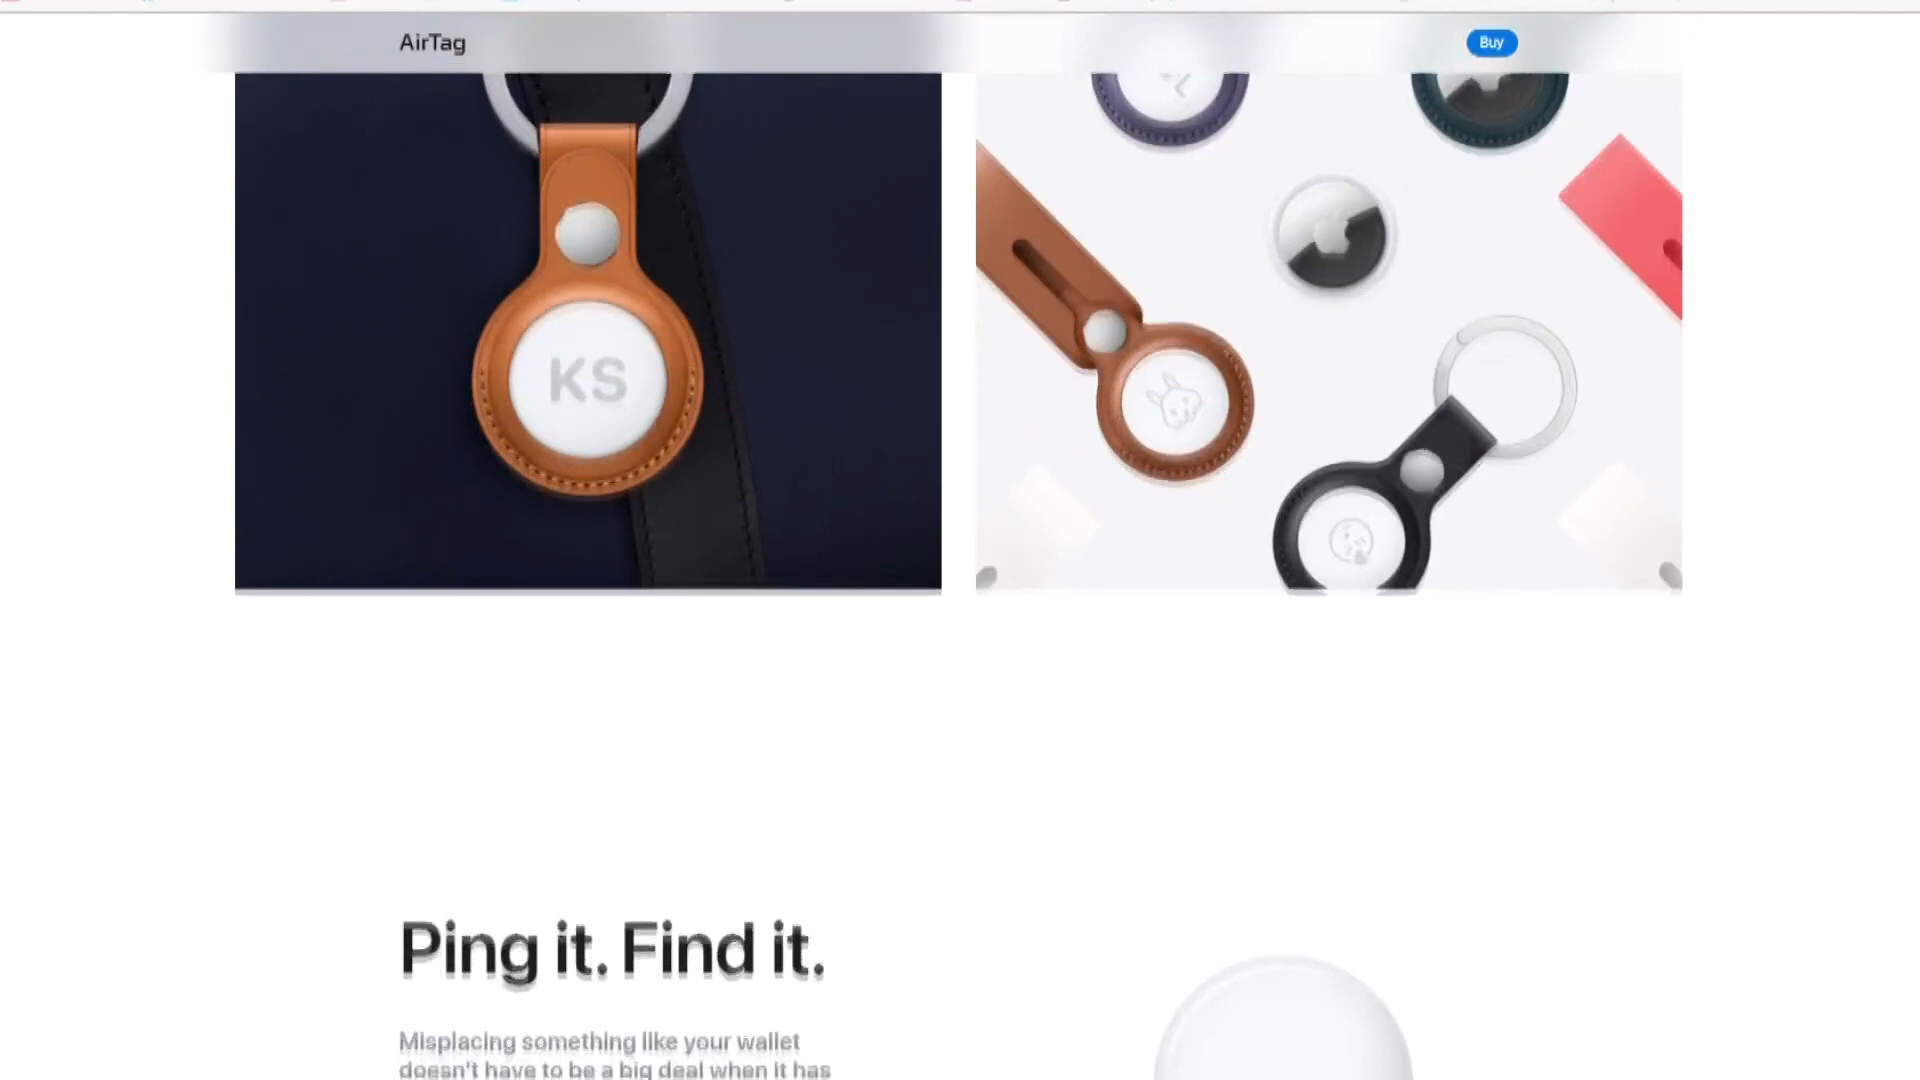 AirTag
Buy
KS
Ping it. Find it.
Misplacing something like your wallet
doesn't have to be a big deal when it has